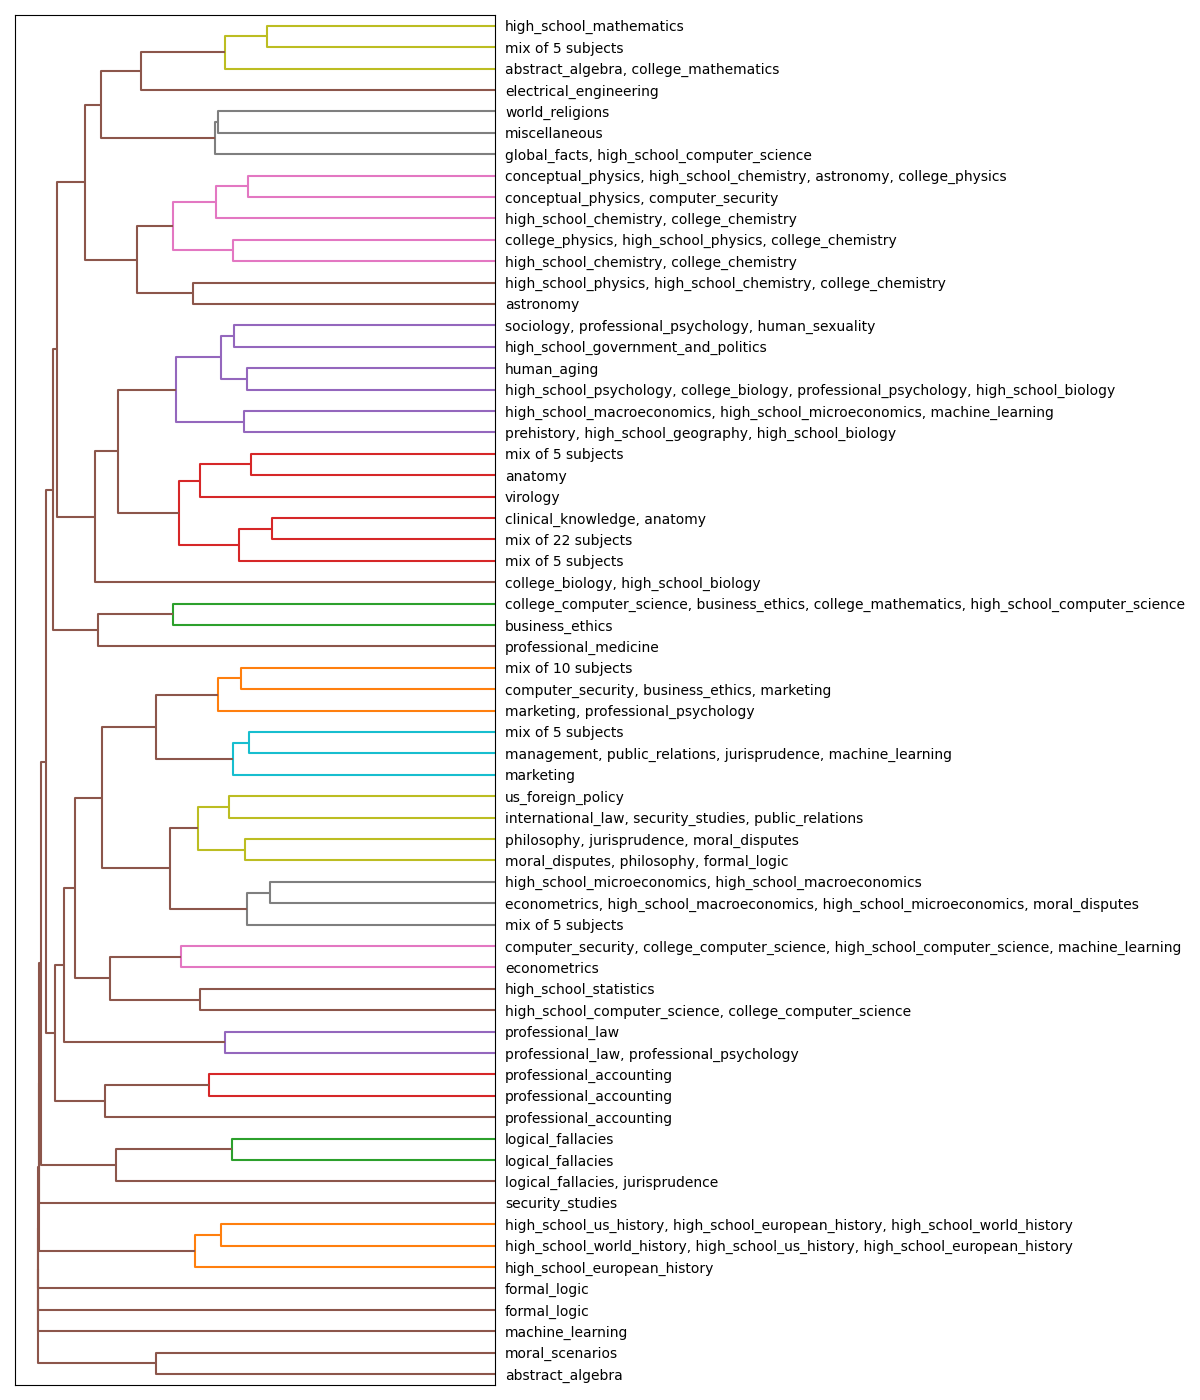 high_school_mathematics
mix of 5 subjects
abstract_algebra, college_mathematics
electrical_engineering
world_religions
miscellaneous
global_facts, high_school_computer_science
conceptual_physics, high_school_chemistry, astronomy, college_physics
conceptual_physics, computer_security
high_school_chemistry, college_chemistry
college_physics, high_school_physics, college_chemistry
high_school_chemistry, college_chemistry
high_school_physics, high_school_chemistry, college_chemistry
astronomy
sociology, professional_psychology, human_sexuality
high_school_government_and_politics
human_aging
high_school_psychology, college_biology, professional_psychology, high_school_biology
high_school_macroeconomics, high_school_microeconomics, machine_learning
prehistory, high_school_geography, high_school_biology
mix of 5 subjects
anatomy
virology
clinical_knowledge, anatomy
mix of 22 subjects
mix of 5 subjects
college_biology, high_school_biology
college_computer_science, business_ethics, college_mathematics, high_school_computer_science
business_ethics
professional_medicine
mix of 10 subjects
computer_security, business_ethics, marketing
marketing, professional_psychology
mix of 5 subjects
management, public_relations, jurisprudence, machine_learning
marketing
us_foreign_policy
international_law, security_studies, public_relations
philosophy, jurisprudence, moral_disputes
moral_disputes, philosophy, formal_logic
high_school_microeconomics, high_school_macroeconomics
econometrics, high_school_macroeconomics, high_school_microeconomics, moral_disputes
mix of 5 subjects
computer_security, college_computer_science, high_school_computer_science, machine_learning
econometrics
high_school_statistics
high_school_computer_science, college_computer_science
professional_law
professional_law, professional_psychology
professional_accounting
professional_accounting
professional_accounting
logical_fallacies
logical_fallacies
logical_fallacies, jurisprudence
security_studies
high_school_us_history, high_school_european_history, high_school_world_history
high_school_world_history, high_school_us_history, high_school_european_history
high_school_european_history
formal_logic
formal_logic
machine_learning
moral_scenarios
abstract_algebra